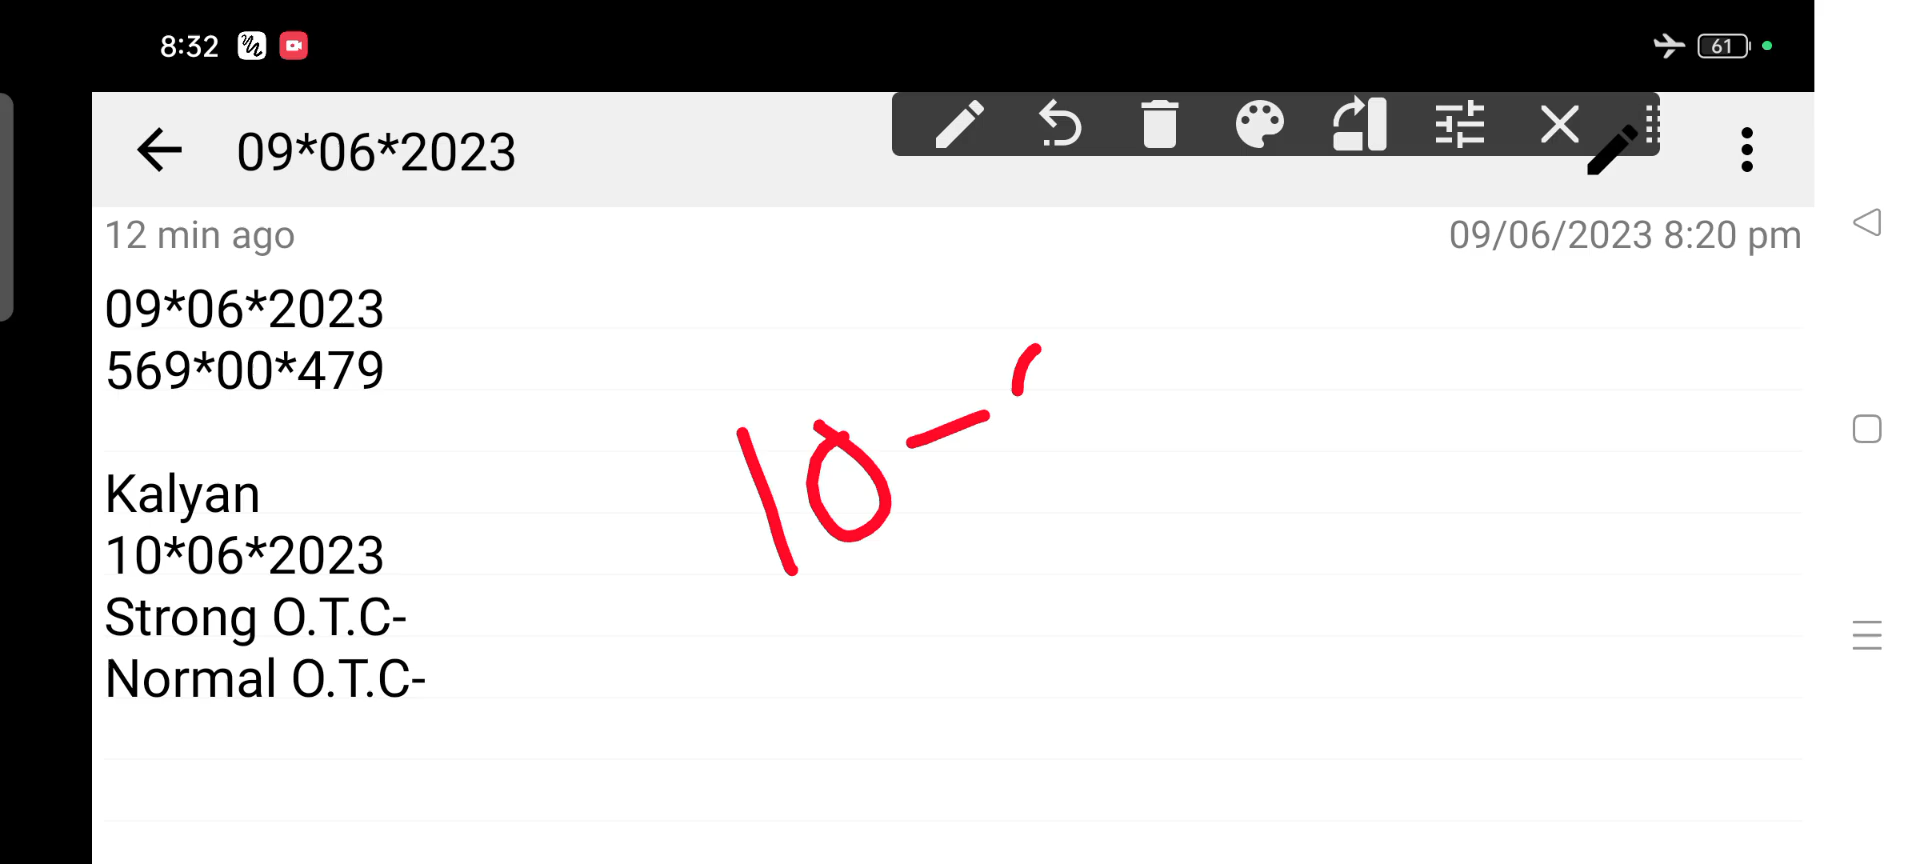 8:32
61
09*06*2023
12 min ago
09/06/2023 8:20 pm
09*06*2023
569*00*479
10-
Kalyan
10*06*2023
Strong O.T.C-
Normal O.T.C-